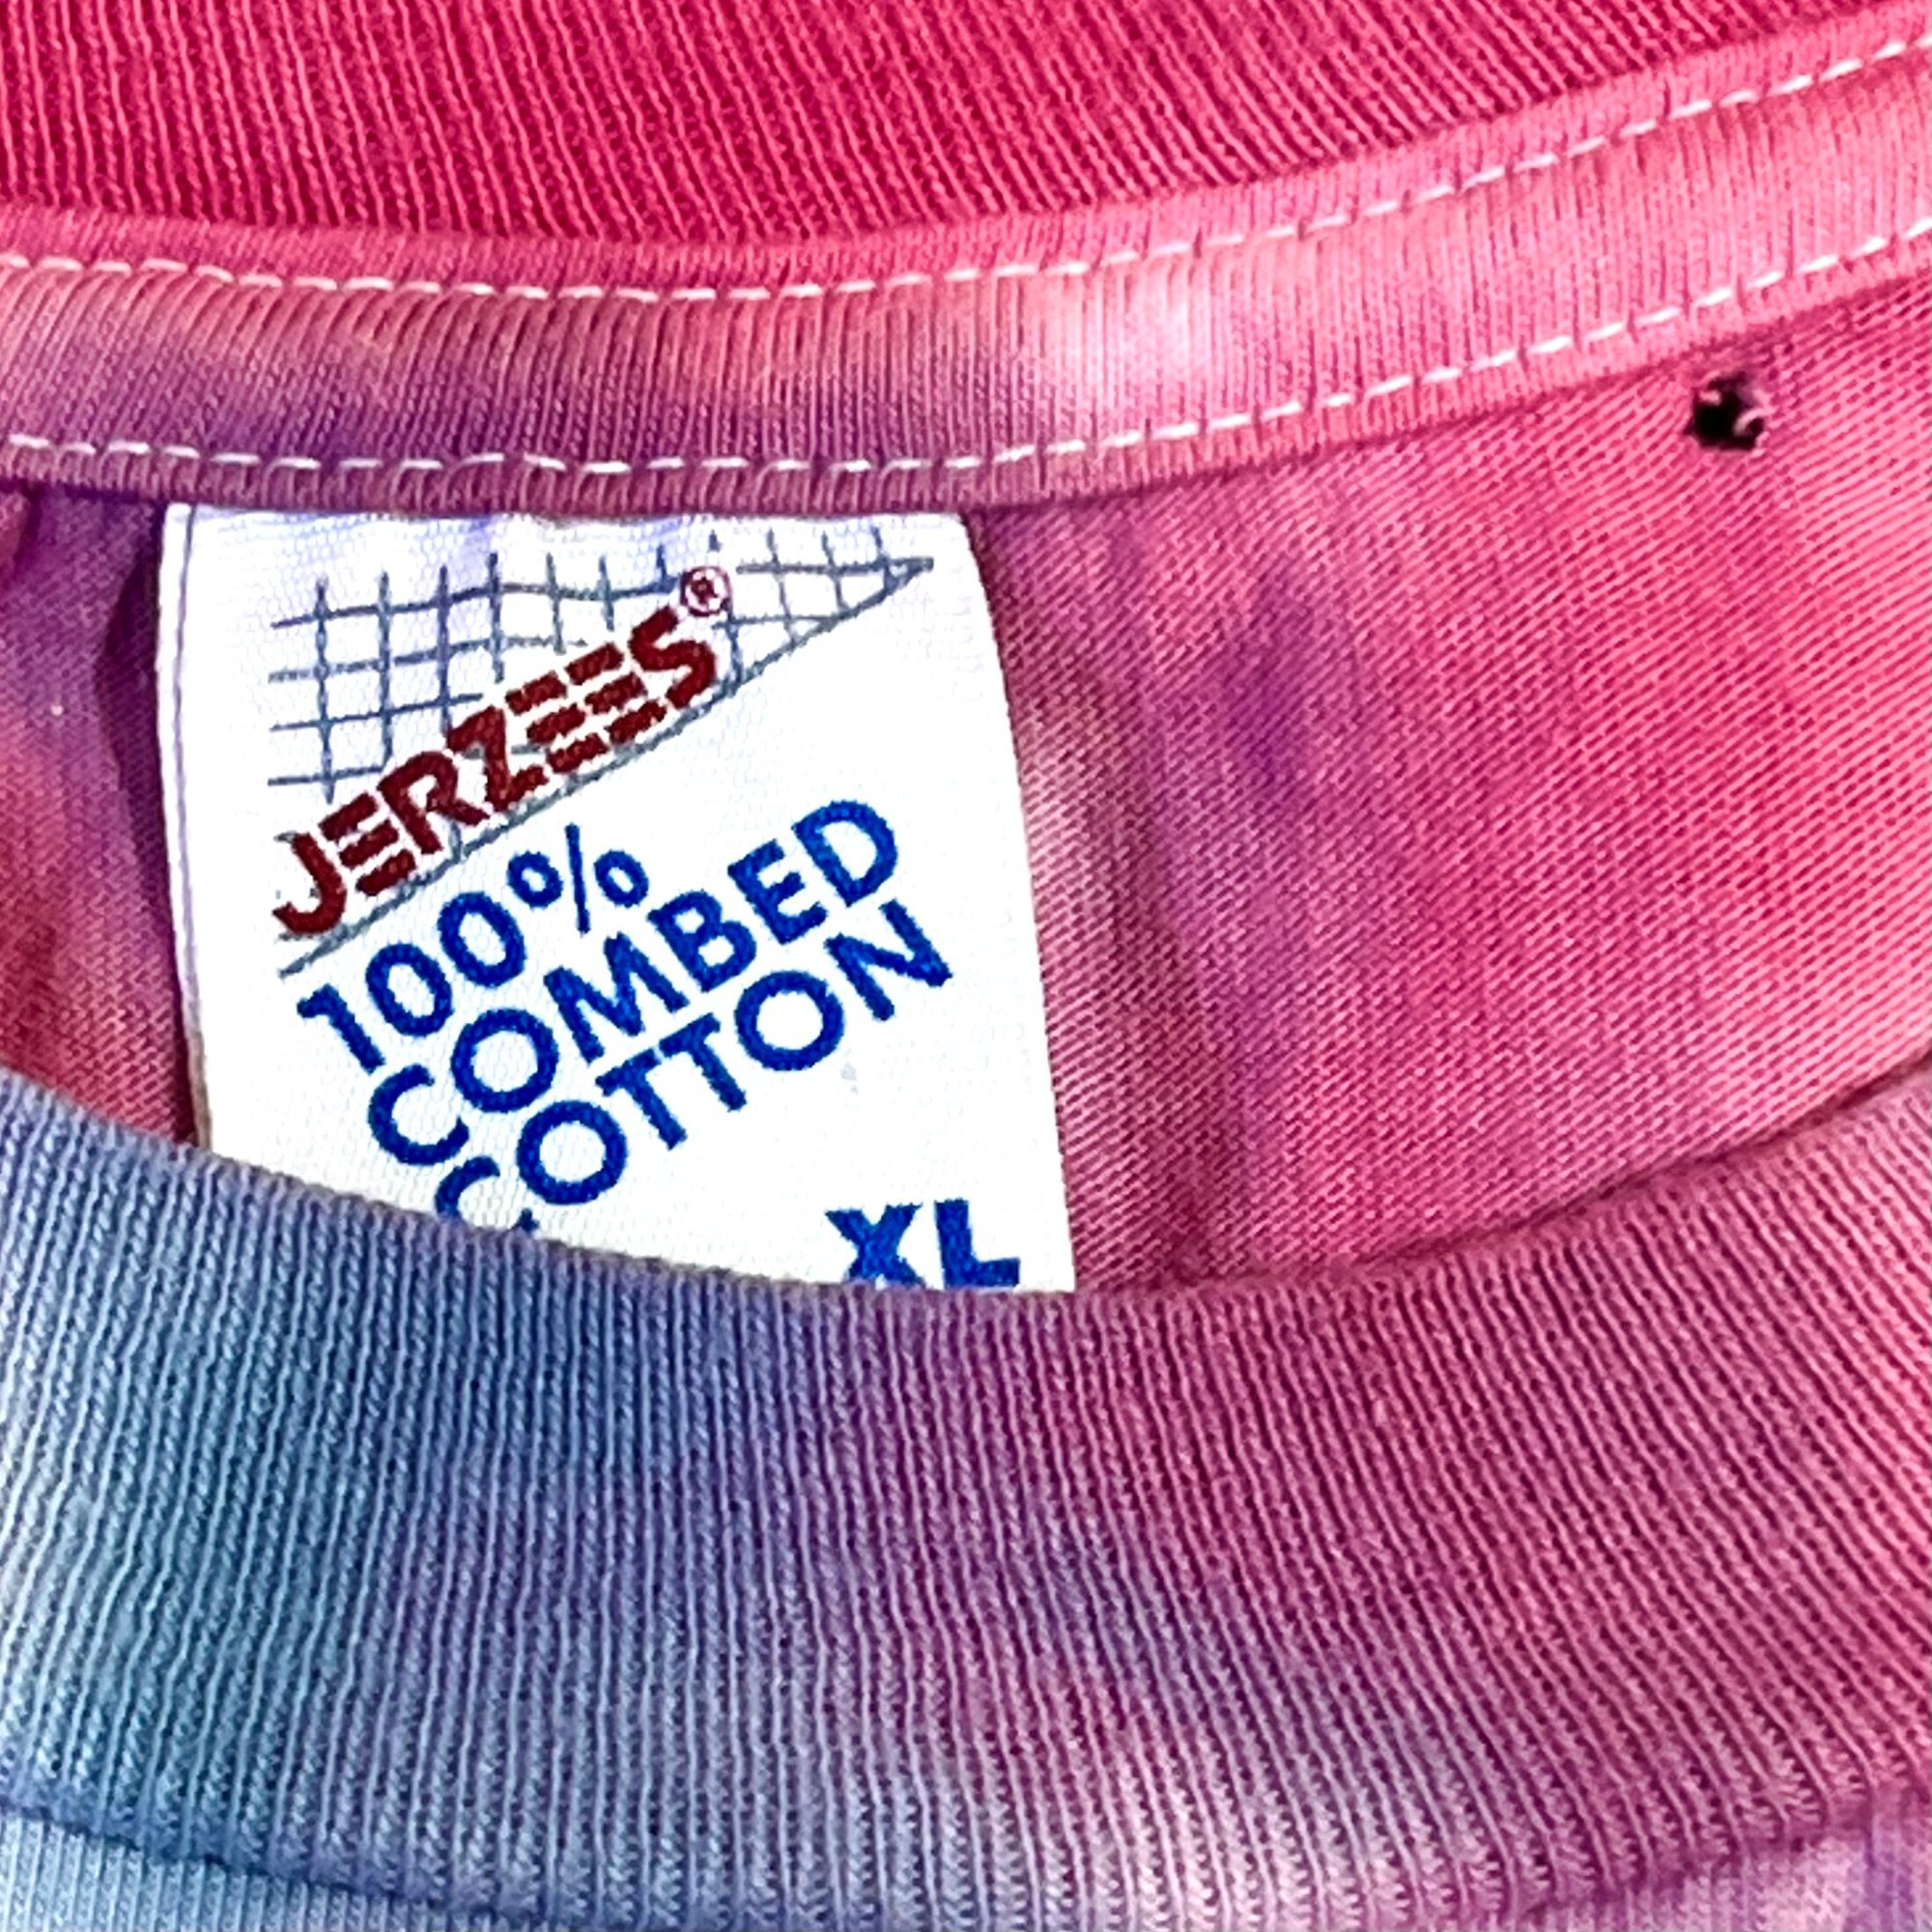 JERZEES®
100%
COMBED
COTTON
XL